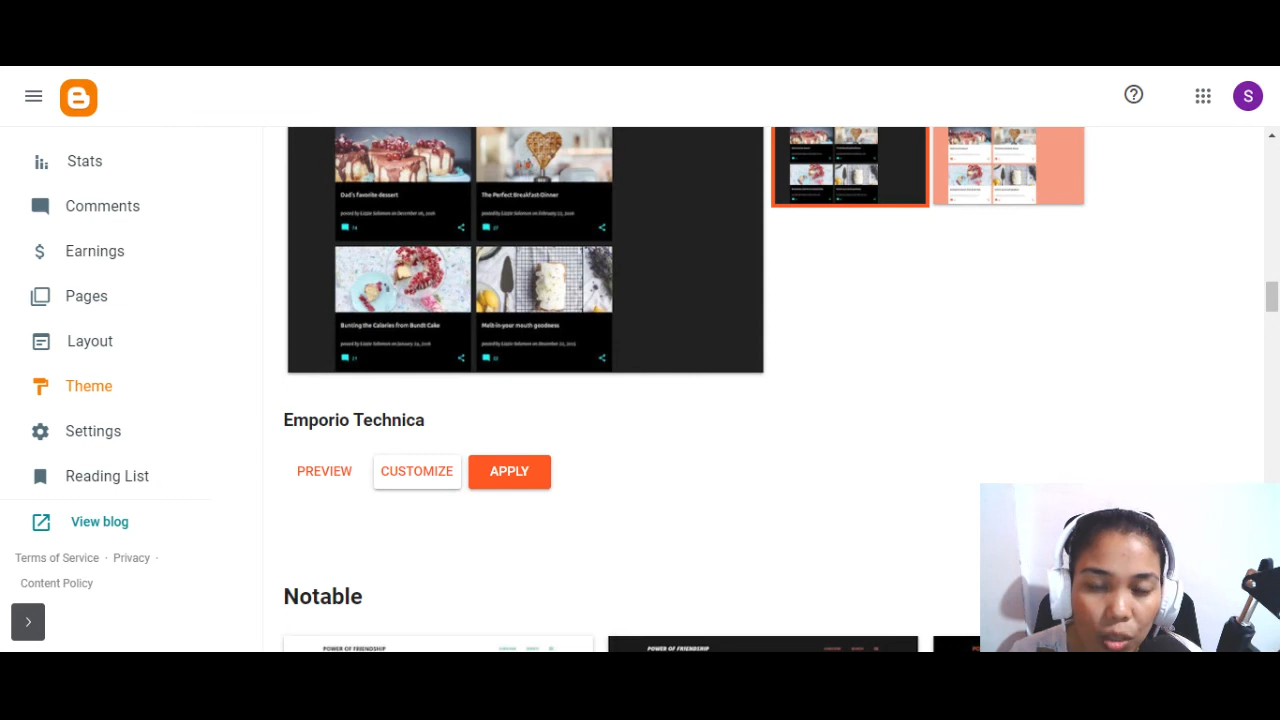 S
Stats
Comments
Earnings
Pages
Layout
Theme
Settings
Reading List
View blog
Terms of Service · Privacy ·
Content Policy
Dad's favorite dessert
The Perfect Breakfast-Dinner
Bunting the Calories from Bundt Cake
Melt-in-your mouth goodness
Emporio Technica
PREVIEW
CUSTOMIZE
APPLY
Notable
POWER OF FRIENDSHIP
POWER OF FRIENDSHIP